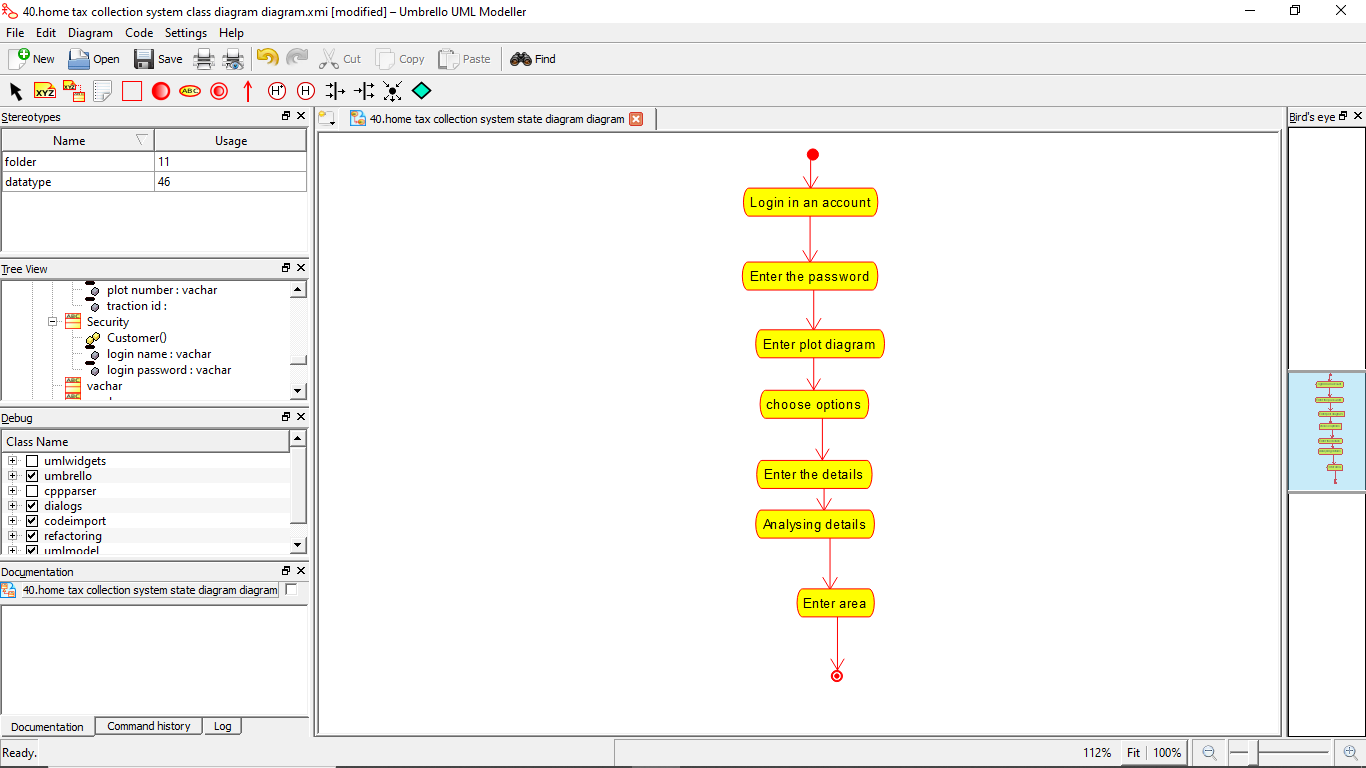 40.home tax collection system class diagram diagram.xmi [modified] – Umbrello UML Modeller
File Edit Diagram Code Settings Help
New Open Save Cut Copy Paste Find
XYZ XYZ ABC H* H
Stereotypes
Name Usage
folder 11
datatype 46
Tree View
plot number : vachar
traction id :
Security
Customer()
login name : vachar
login password : vachar
vachar
Debug
Class Name
umlwidgets
umbrello
cppparser
dialogs
codeimport
refactoring
umlmodel
Documentation
40.home tax collection system state diagram diagram
Documentation Command history Log
40.home tax collection system state diagram diagram
Login in an account
Enter the password
Enter plot diagram
choose options
Enter the details
Analysing details
Enter area
Bird's eye
Ready.
112% Fit 100%